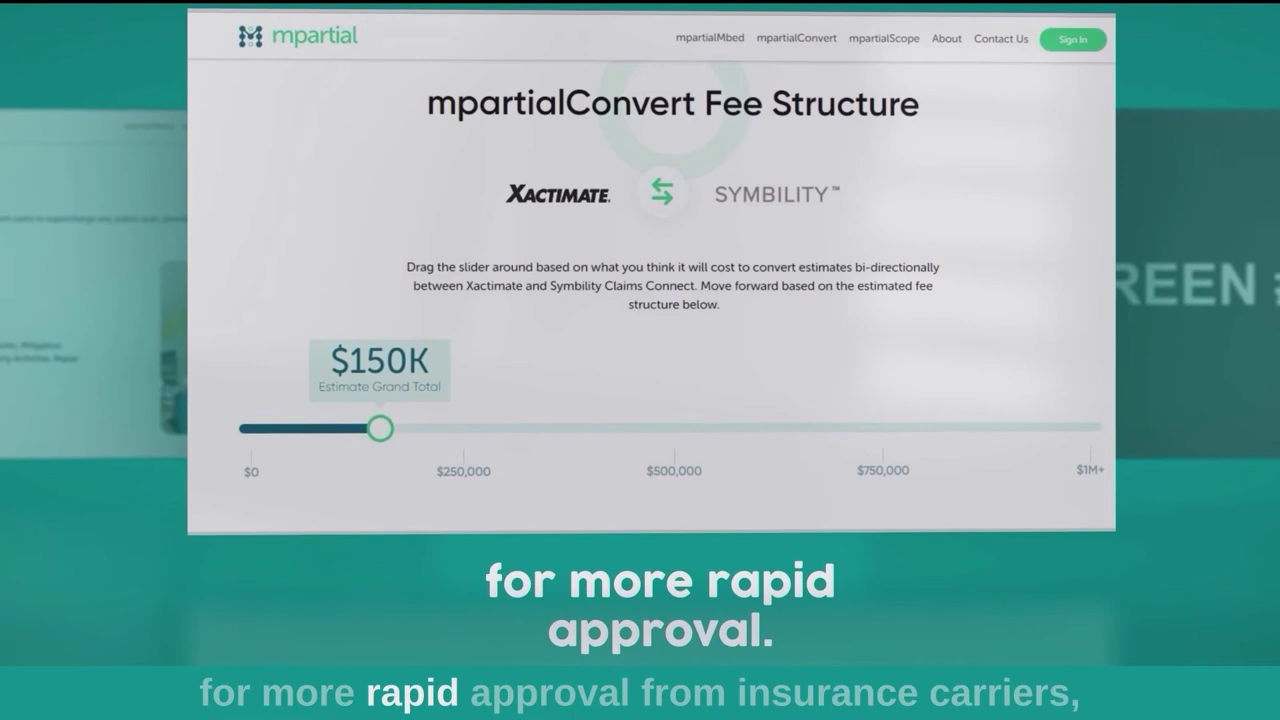 mpartial
mpartialMbed mpartialConvert mpartialScope About Contact Us Sign In
mpartialConvert Fee Structure
XACTIMATE. SYMBILITY™
Drag the slider around based on what you think it will cost to convert estimates bi-directionally
between Xactimate and Symbility Claims Connect. Move forward based on the estimated fee
structure below.
$150K
Estimate Grand Total
$0 $250,000 $500,000 $750,000 $1M+
REEN
for more rapid
approval.
for more rapid approval from insurance carriers,